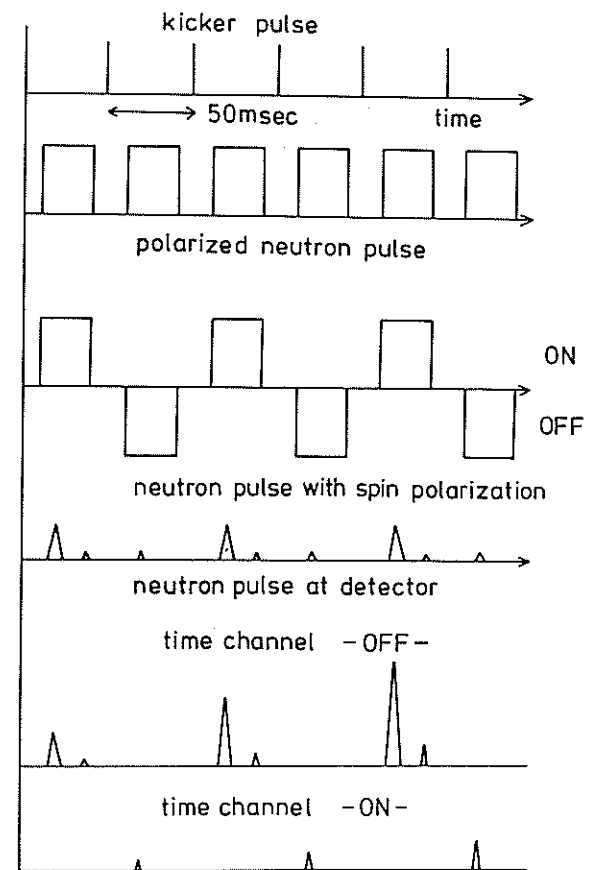 kicker pulse
50msec time
polarized neutron pulse
ON
OFF
neutron pulse with spin polarization
neutron pulse at detector
time channel -OFF-
time channel -ON-